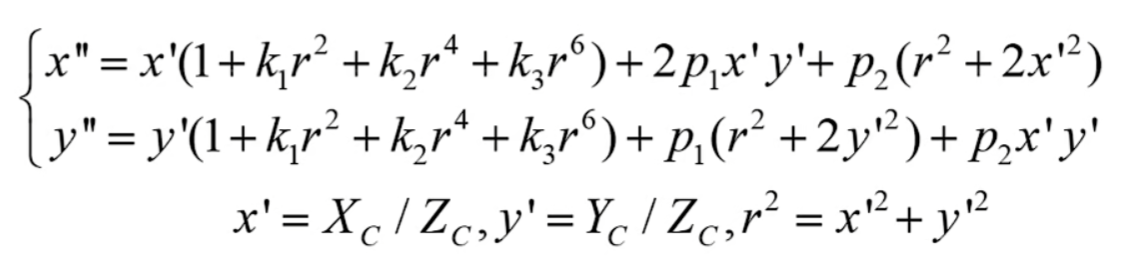 x" = x'(1 + k₁r² + k₂r⁴ + k₃r⁶) + 2p₁x'y' + p₂(r² + 2x'²)
y" = y'(1 + k₁r² + k₂r⁴ + k₃r⁶) + p₁(r² + 2y'²) + p₂x'y'
x' = X_C / Z_C, y' = Y_C / Z_C, r² = x'² + y'²